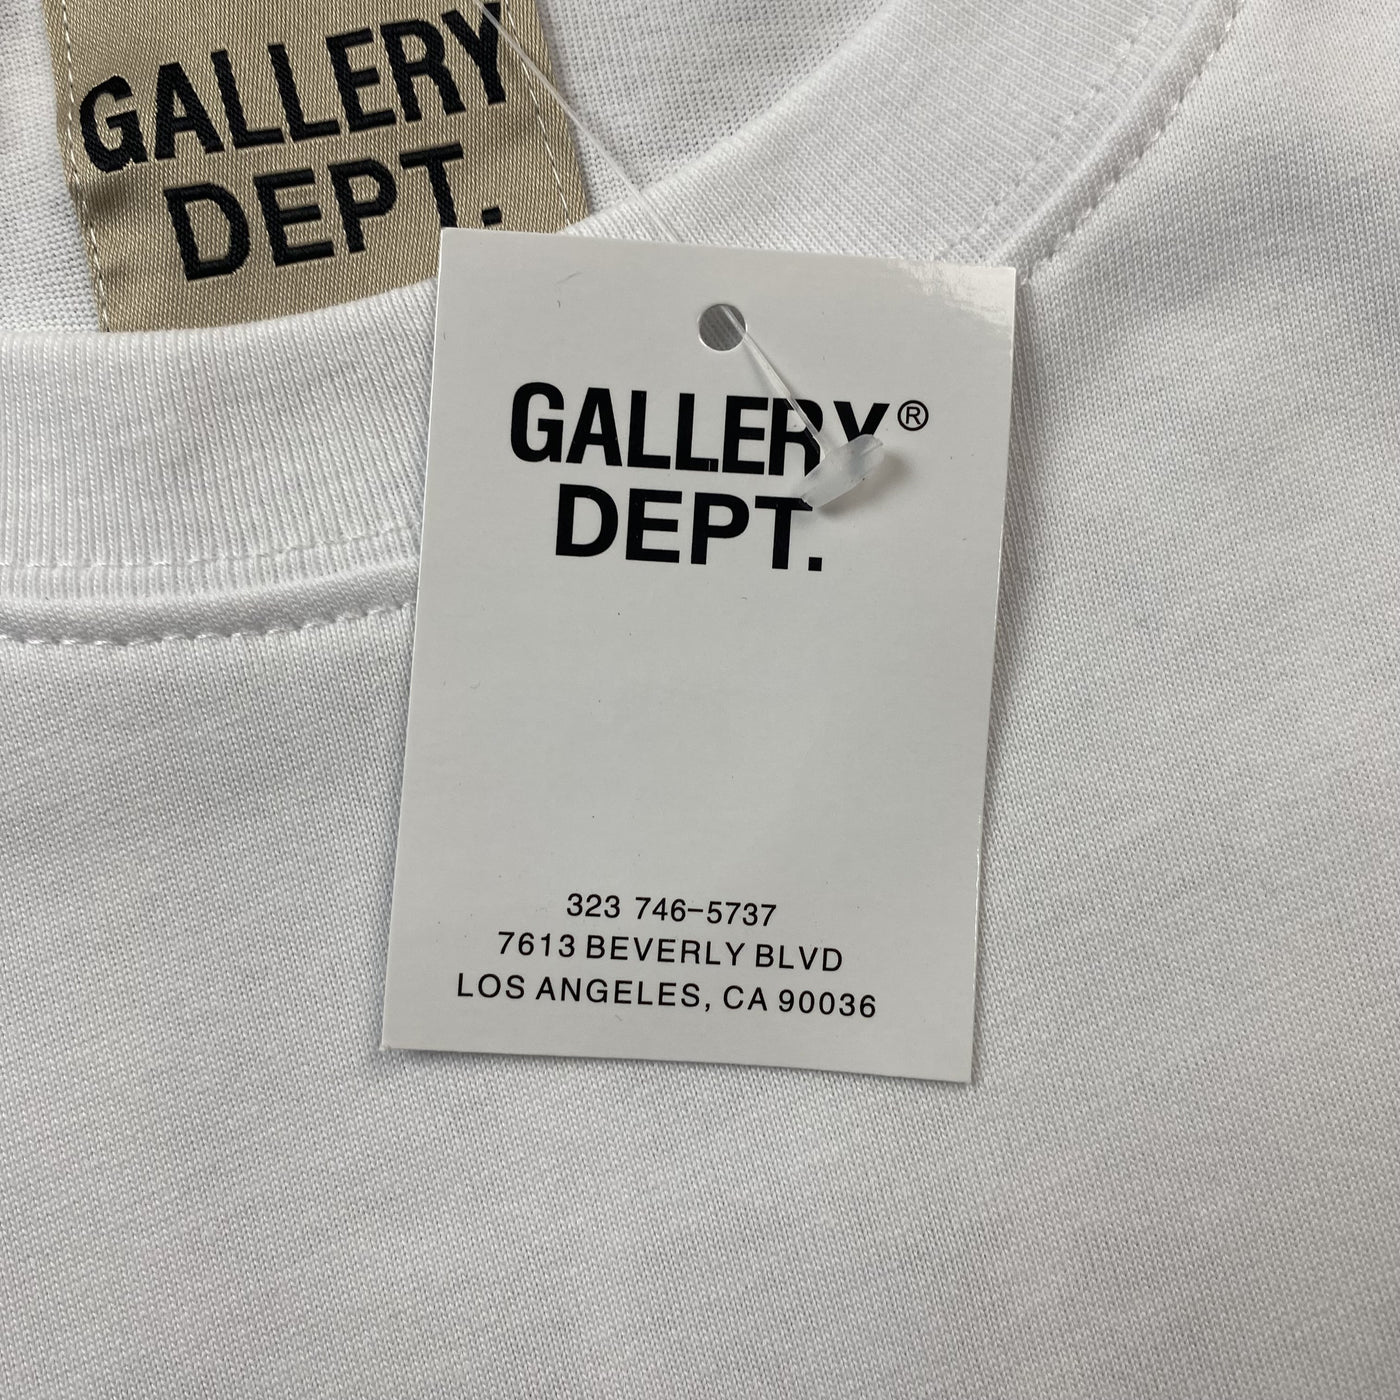 GALLERY
DEPT.
GALLERY®
DEPT.
323 746-5737
7613 BEVERLY BLVD
LOS ANGELES, CA 90036